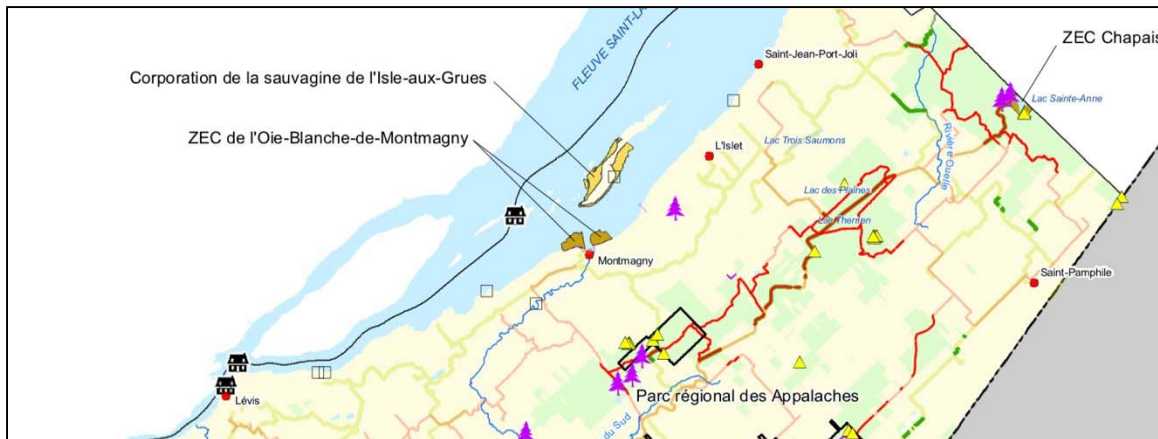 FLEUVE SAINT-LA
ZEC Chapais
Saint-Jean-Port-Joli
Corporation de la sauvagine de l'Isle-aux-Grues
Lac Sainte-Anne
ZEC de l'Oie-Blanche-de-Montmagny
Lac Trois Saumons
L'Islet
Rivière Ouelle
Lac des Plaines
Lac Therrien
Montmagny
Saint-Pamphile
Parc régional des Appalaches
Lévis
du Sud